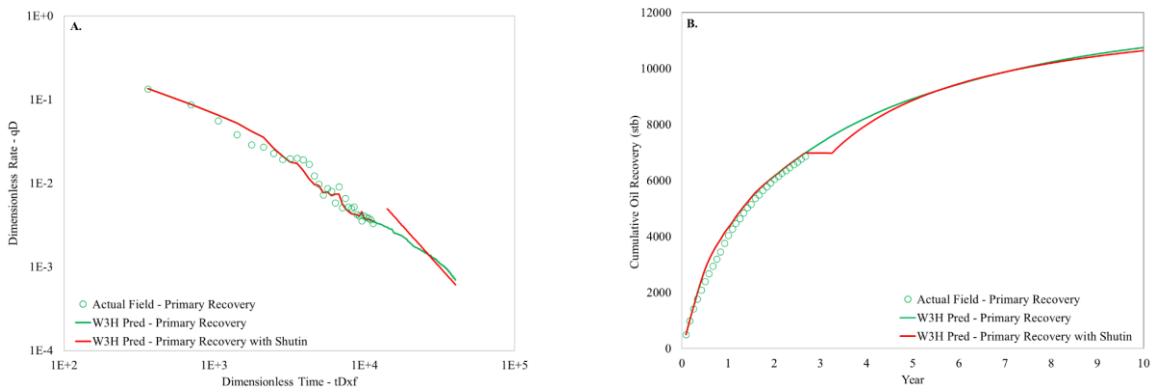 A.
1E+0
1E-1
1E-2
1E-3
1E-4
Dimensionless Rate - qD
Actual Field - Primary Recovery
W3H Pred - Primary Recovery
W3H Pred - Primary Recovery with Shutin
1E+2 1E+3 1E+4 1E+5
Dimensionless Time - tDxf
B.
12000
10000
8000
6000
4000
2000
0
Cumulative Oil Recovery (stb)
Actual Field - Primary Recovery
W3H Pred - Primary Recovery
W3H Pred - Primary Recovery with Shutin
0 1 2 3 4 5 6 7 8 9 10
Year